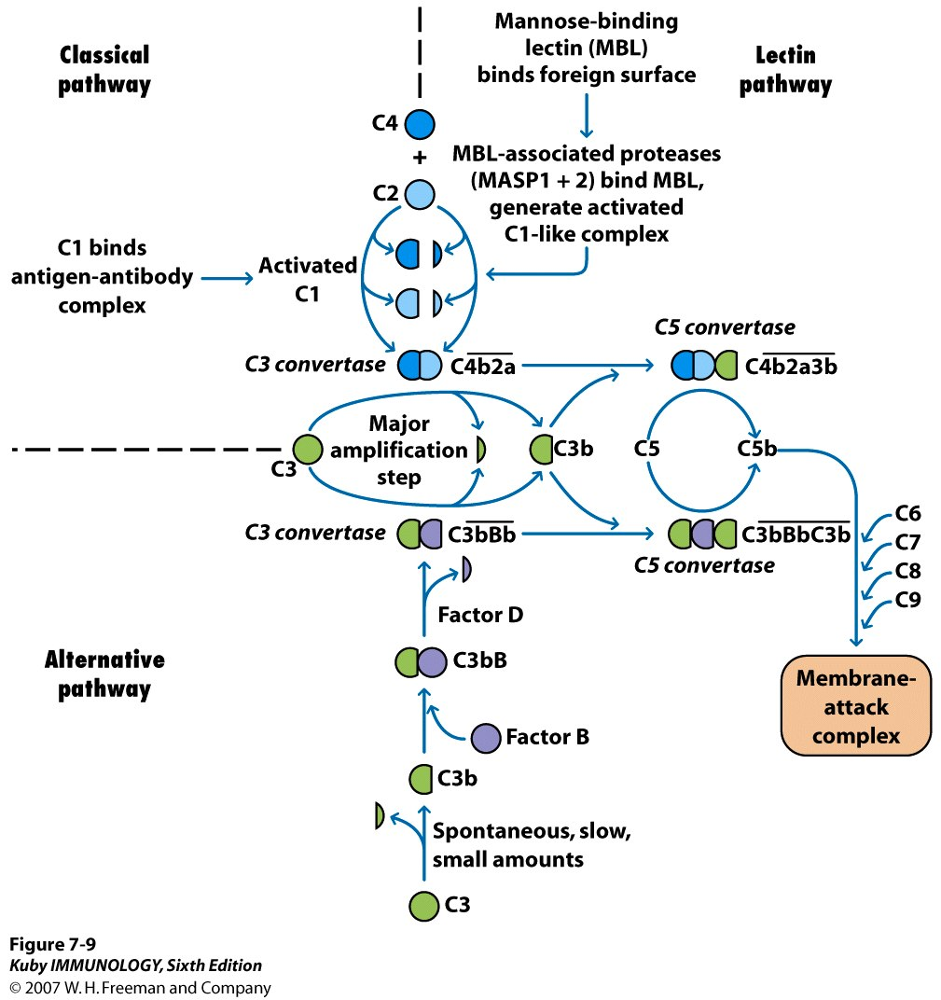 Classical
pathway
Mannose-binding
lectin (MBL)
binds foreign surface
Lectin
pathway
C4
+
C2
MBL-associated proteases
(MASP1 + 2) bind MBL,
generate activated
C1-like complex
C1 binds
antigen-antibody
complex
Activated
C1
C3 convertase
C4b2a
C5 convertase
C4b2a3b
C3
Major
amplification
step
C3b
C5
C5b
C3 convertase
C3bBb
C3bBbC3b
C5 convertase
C6
C7
C8
C9
Factor D
Alternative
pathway
C3bB
Membrane-
attack
complex
Factor B
C3b
Spontaneous, slow,
small amounts
C3
Figure 7-9
Kuby IMMUNOLOGY, Sixth Edition
© 2007 W. H. Freeman and Company